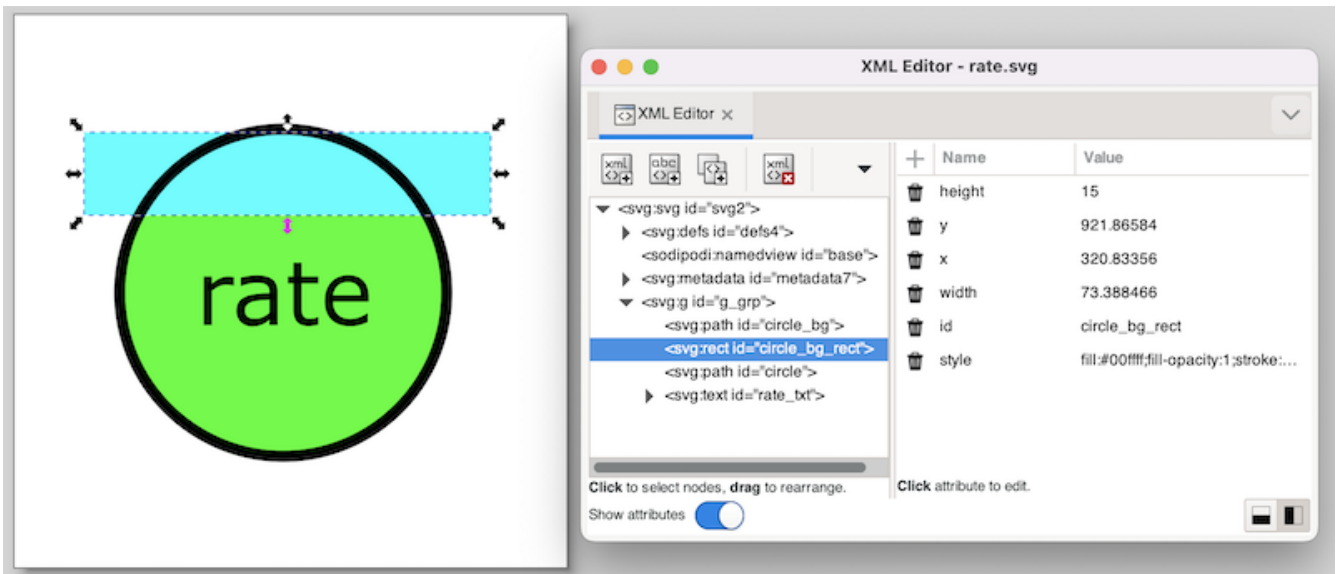 rate
XML Editor - rate.svg
XML Editor ×
xml
abc
xml
<svg:svg id="svg2">
<svg:defs id="defs4">
<sodipodi:namedview id="base">
<svg:metadata id="metadata7">
<svg:g id="g_grp">
<svg:path id="circle_bg">
<svg:rect id="circle_bg_rect">
<svg:path id="circle">
<svg:text id="rate_txt">
Click to select nodes, drag to rearrange.
Show attributes
Name Value
height 15
y 921.86584
x 320.83356
width 73.388466
id circle_bg_rect
style fill:#00ffff;fill-opacity:1;stroke:...
Click attribute to edit.